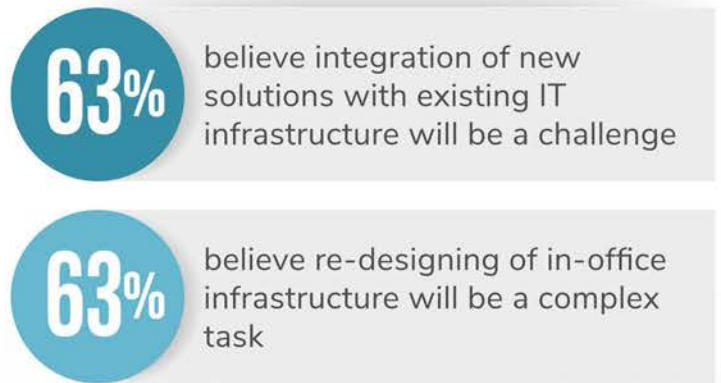 63%
believe integration of new
solutions with existing IT
infrastructure will be a challenge
63%
believe re-designing of in-office
infrastructure will be a complex
task